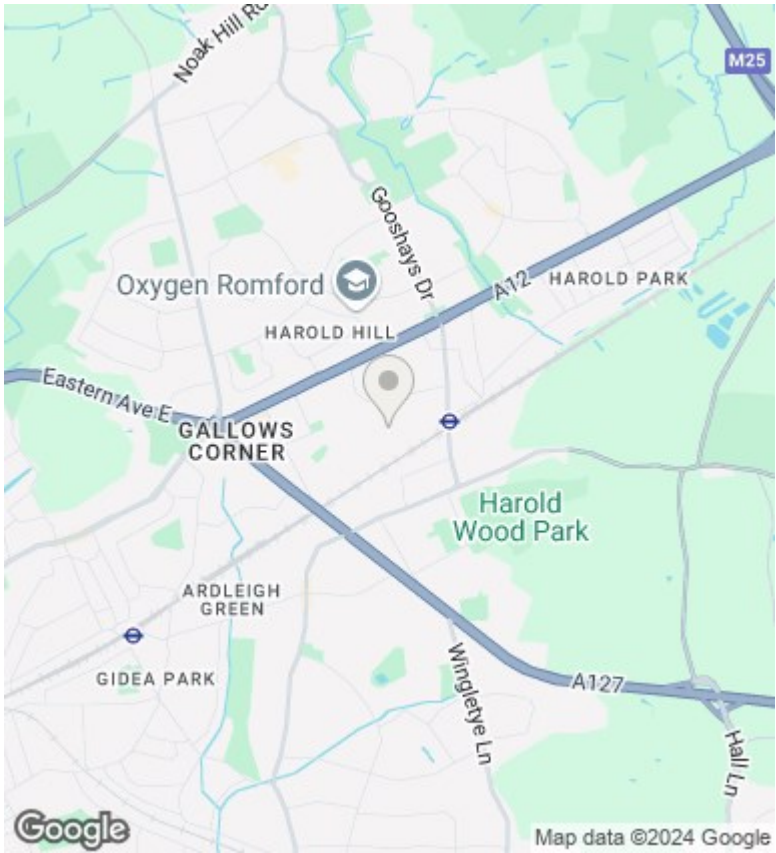 Noak Hill Ro
M25
Gooshays Dr
Oxygen Romford
A12
HAROLD PARK
HAROLD HILL
Eastern Ave E
GALLOWS
CORNER
Harold
Wood Park
ARDLEIGH
GREEN
GIDEA PARK
Wingletye Ln
A127
Hall Ln
Google
Map data ©2024 Google